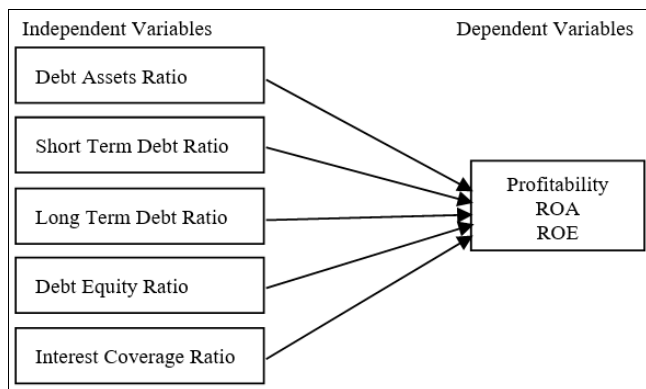 Independent Variables
Dependent Variables
Debt Assets Ratio
Short Term Debt Ratio
Long Term Debt Ratio
Debt Equity Ratio
Interest Coverage Ratio
Profitability
ROA
ROE